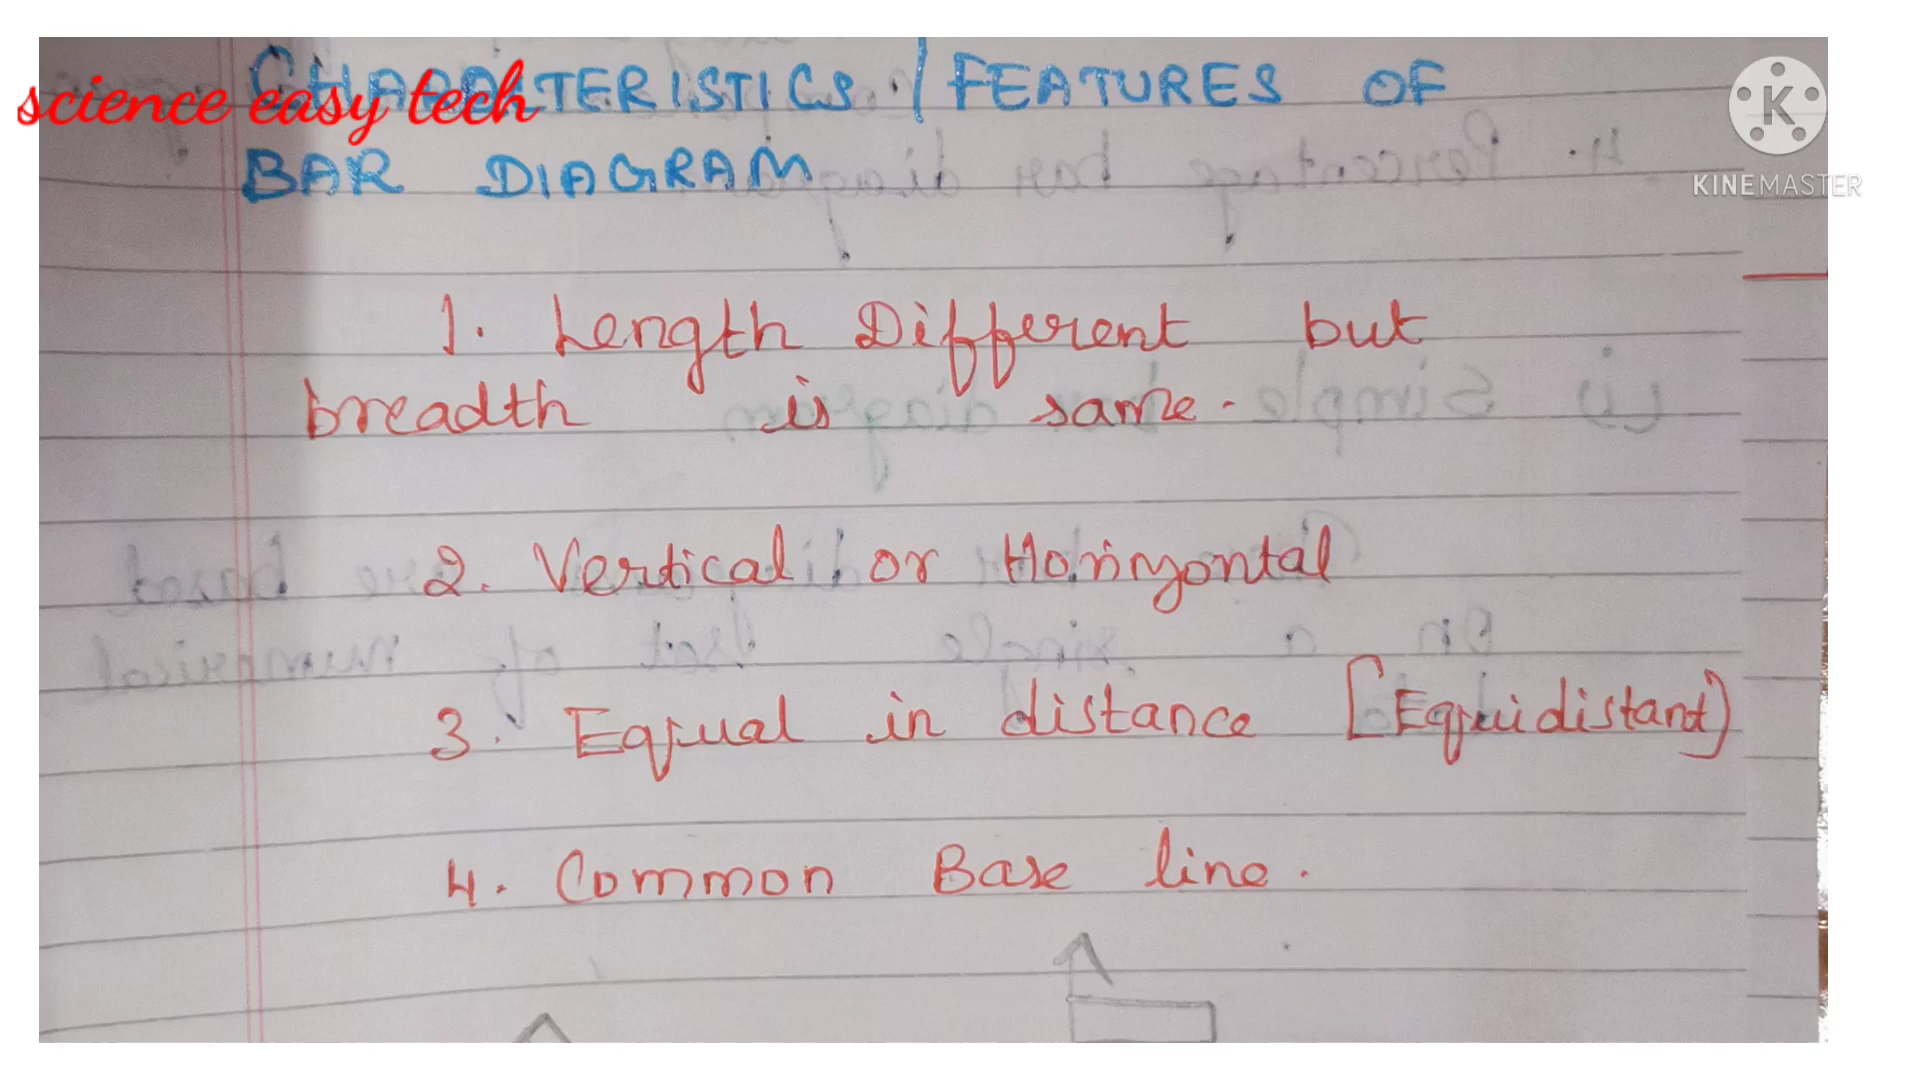 CHARACTERISTICS / FEATURES OF
science easy tech
BAR DIAGRAM
KINEMASTER
1. Length Different but
breadth is same.
2. Vertical or Horizontal
3. Equal in distance [Equidistant)
4. Common Base line.